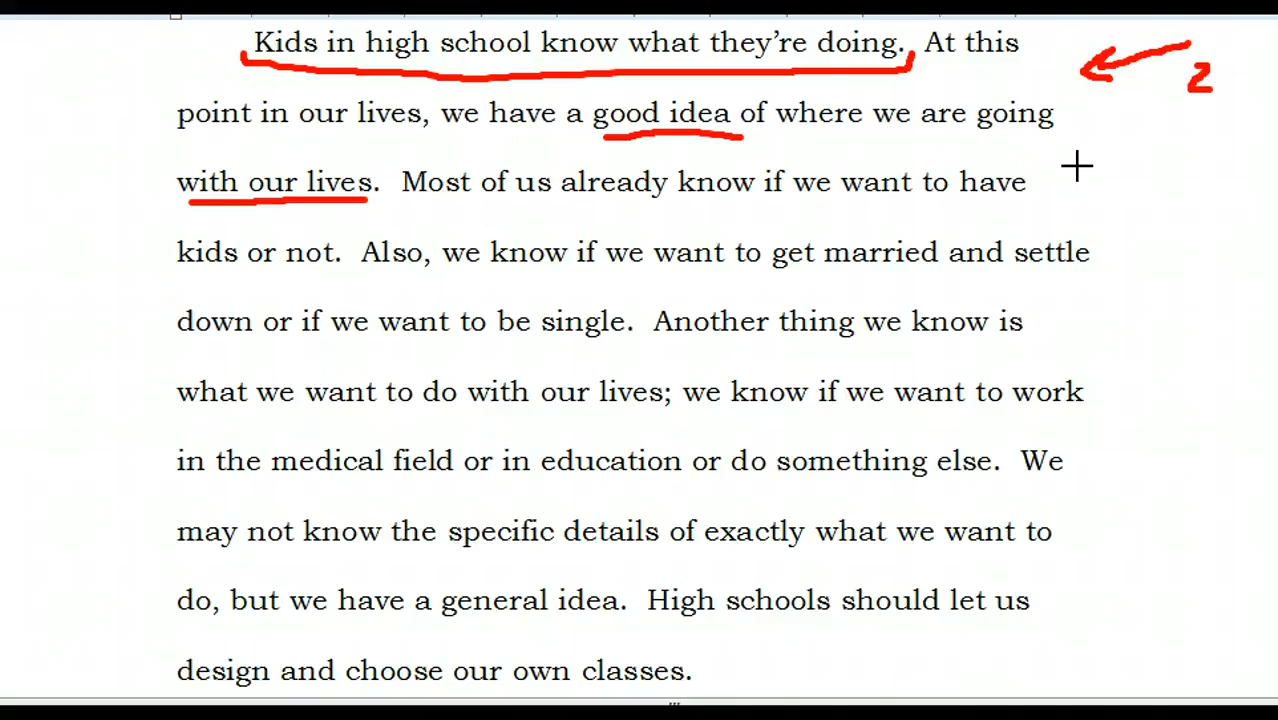 Kids in high school know what they're doing.  At this
2
point in our lives, we have a good idea of where we are going
with our lives.  Most of us already know if we want to have
kids or not.  Also, we know if we want to get married and settle
down or if we want to be single.  Another thing we know is
what we want to do with our lives; we know if we want to work
in the medical field or in education or do something else.  We
may not know the specific details of exactly what we want to
do, but we have a general idea.  High schools should let us
design and choose our own classes.